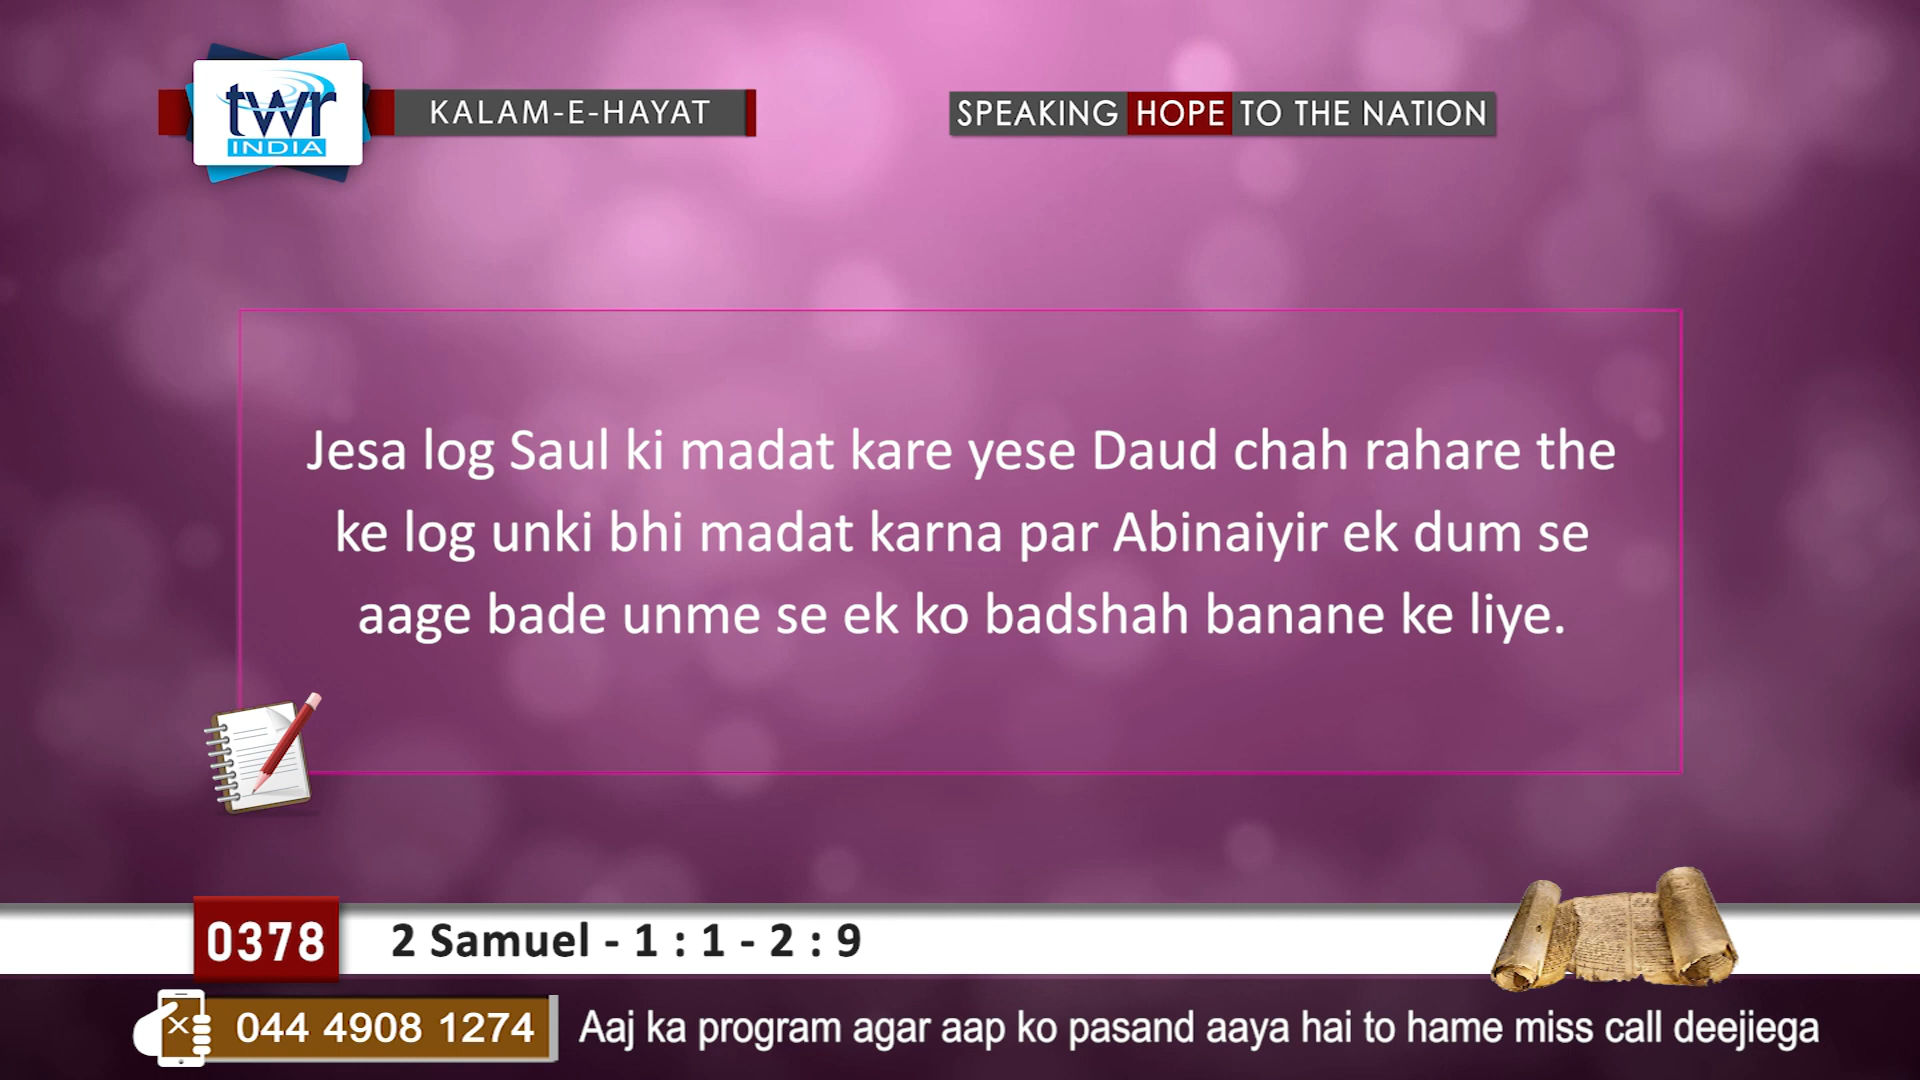 twr
INDIA
KALAM-E-HAYAT
SPEAKING HOPE TO THE NATION
Jesa log Saul ki madat kare yese Daud chah rahare the
ke log unki bhi madat karna par Abinaiyir ek dum se
aage bade unme se ek ko badshah banane ke liye.
0378
2 Samuel - 1 : 1 - 2 : 9
044 4908 1274
Aaj ka program agar aap ko pasand aaya hai to hame miss call deejiega